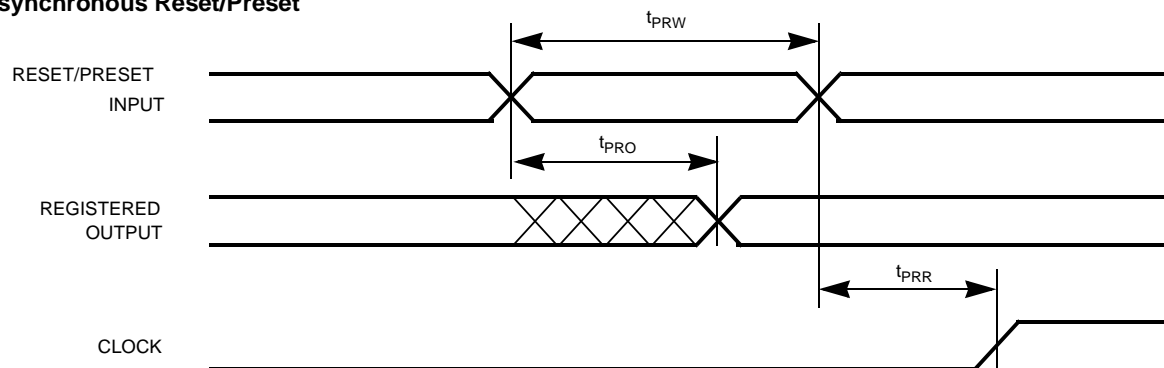 synchronous Reset/Preset
tPRW
RESET/PRESET
INPUT
tPRO
REGISTERED
OUTPUT
tPRR
CLOCK